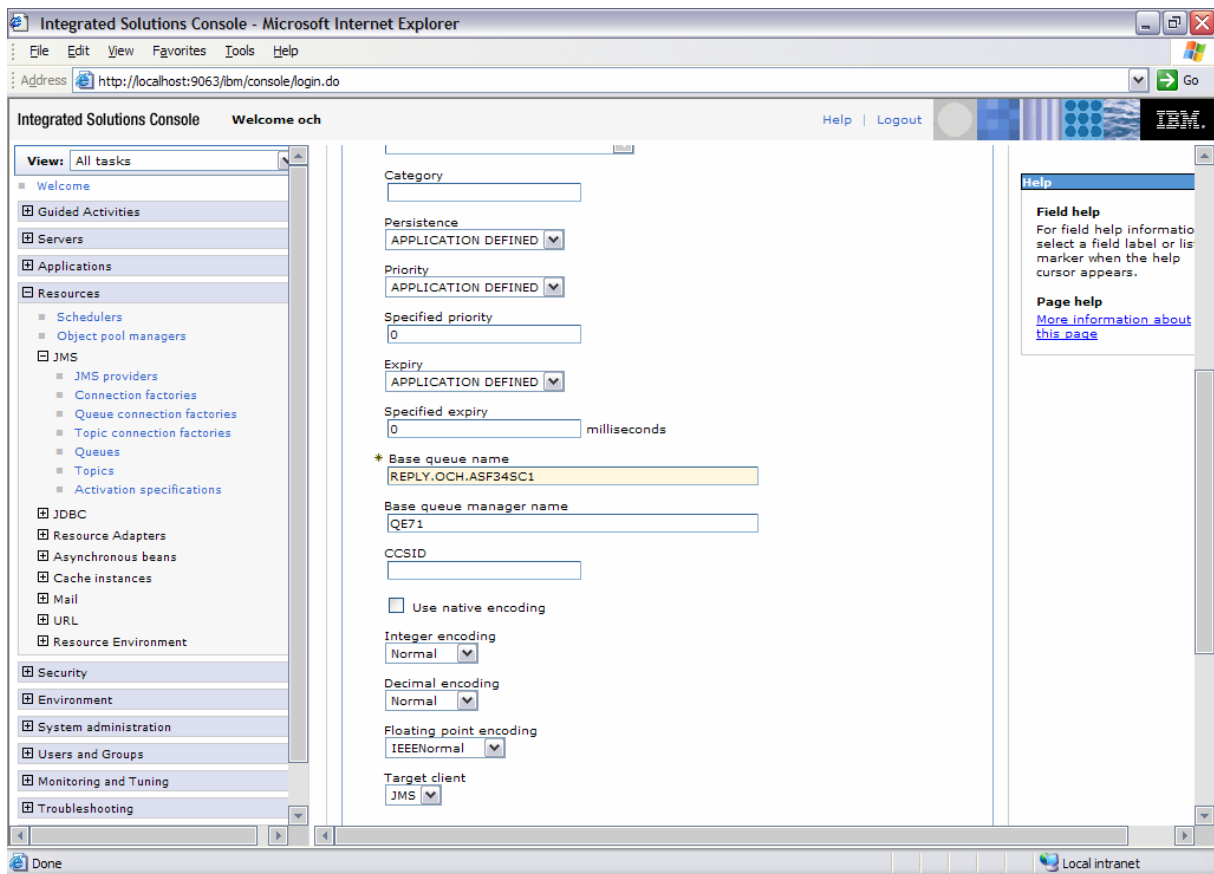 Integrated Solutions Console - Microsoft Internet Explorer
File Edit View Favorites Tools Help
Address http://localhost:9063/ibm/console/login.do Go
Integrated Solutions Console Welcome och Help | Logout IBM.
View: All tasks
Welcome
Guided Activities
Servers
Applications
Resources
Schedulers
Object pool managers
JMS
JMS providers
Connection factories
Queue connection factories
Topic connection factories
Queues
Topics
Activation specifications
JDBC
Resource Adapters
Asynchronous beans
Cache instances
Mail
URL
Resource Environment
Security
Environment
System administration
Users and Groups
Monitoring and Tuning
Troubleshooting
Category
Persistence
APPLICATION DEFINED
Priority
APPLICATION DEFINED
Specified priority
0
Expiry
APPLICATION DEFINED
Specified expiry
0 milliseconds
* Base queue name
REPLY.OCH.ASF34SC1
Base queue manager name
QE71
CCSID
Use native encoding
Integer encoding
Normal
Decimal encoding
Normal
Floating point encoding
IEEENormal
Target client
JMS
Help
Field help
For field help informatio
select a field label or lis
marker when the help
cursor appears.
Page help
More information about
this page
Done Local intranet